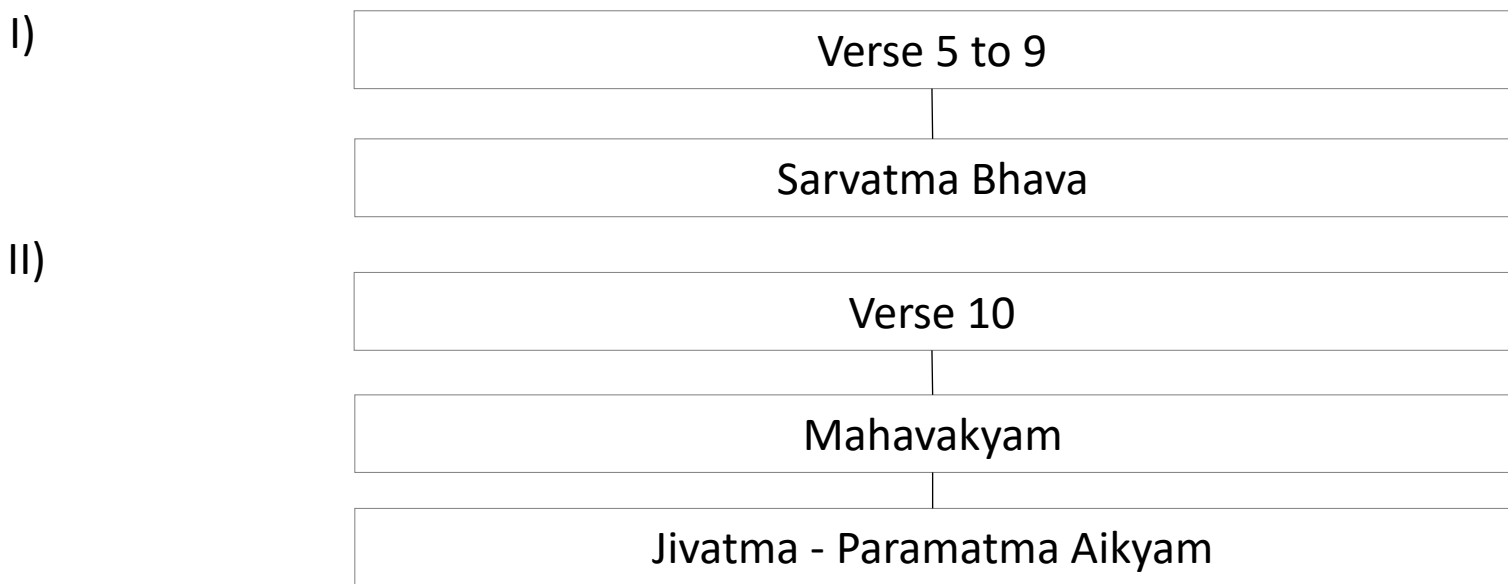 I)
Verse 5 to 9
Sarvatma Bhava
II)
Verse 10
Mahavakyam
Jivatma - Paramatma Aikyam